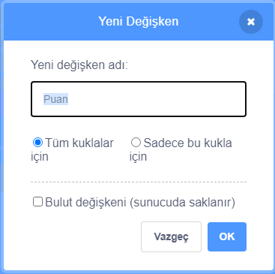 Yeni Değişken
Yeni değişken adı:
Puan
Tüm kuklalar için
Sadece bu kukla için
Bulut değişkeni (sunucuda saklanır)
Vazgeç
OK